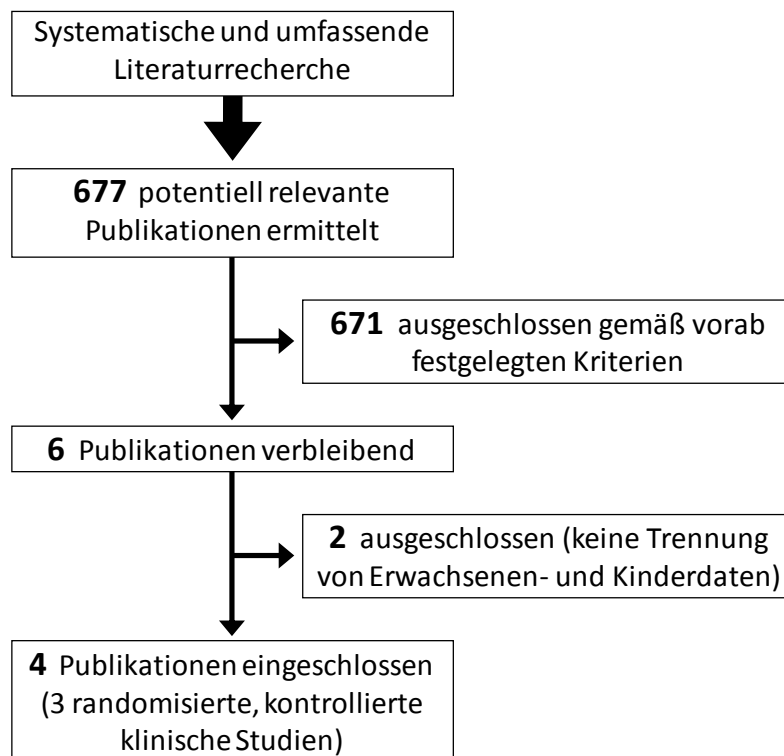 Systematische und umfassende
Literaturrecherche
677 potentiell relevante
Publikationen ermittelt
671 ausgeschlossen gemäß vorab
festgelegten Kriterien
6 Publikationen verbleibend
2 ausgeschlossen (keine Trennung
von Erwachsenen- und Kinderdaten)
4 Publikationen eingeschlossen
(3 randomisierte, kontrollierte
klinische Studien)